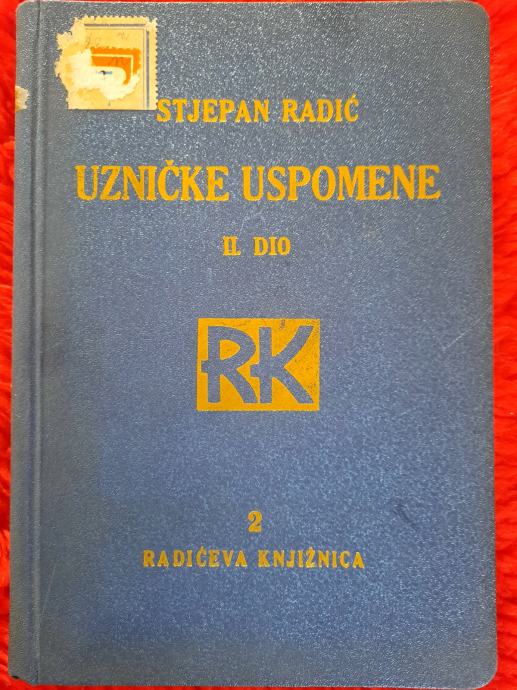 STJEPAN RADIĆ
UZNIČKE USPOMENE
II. DIO
RK
2
RADIĆEVA KNJIŽNICA